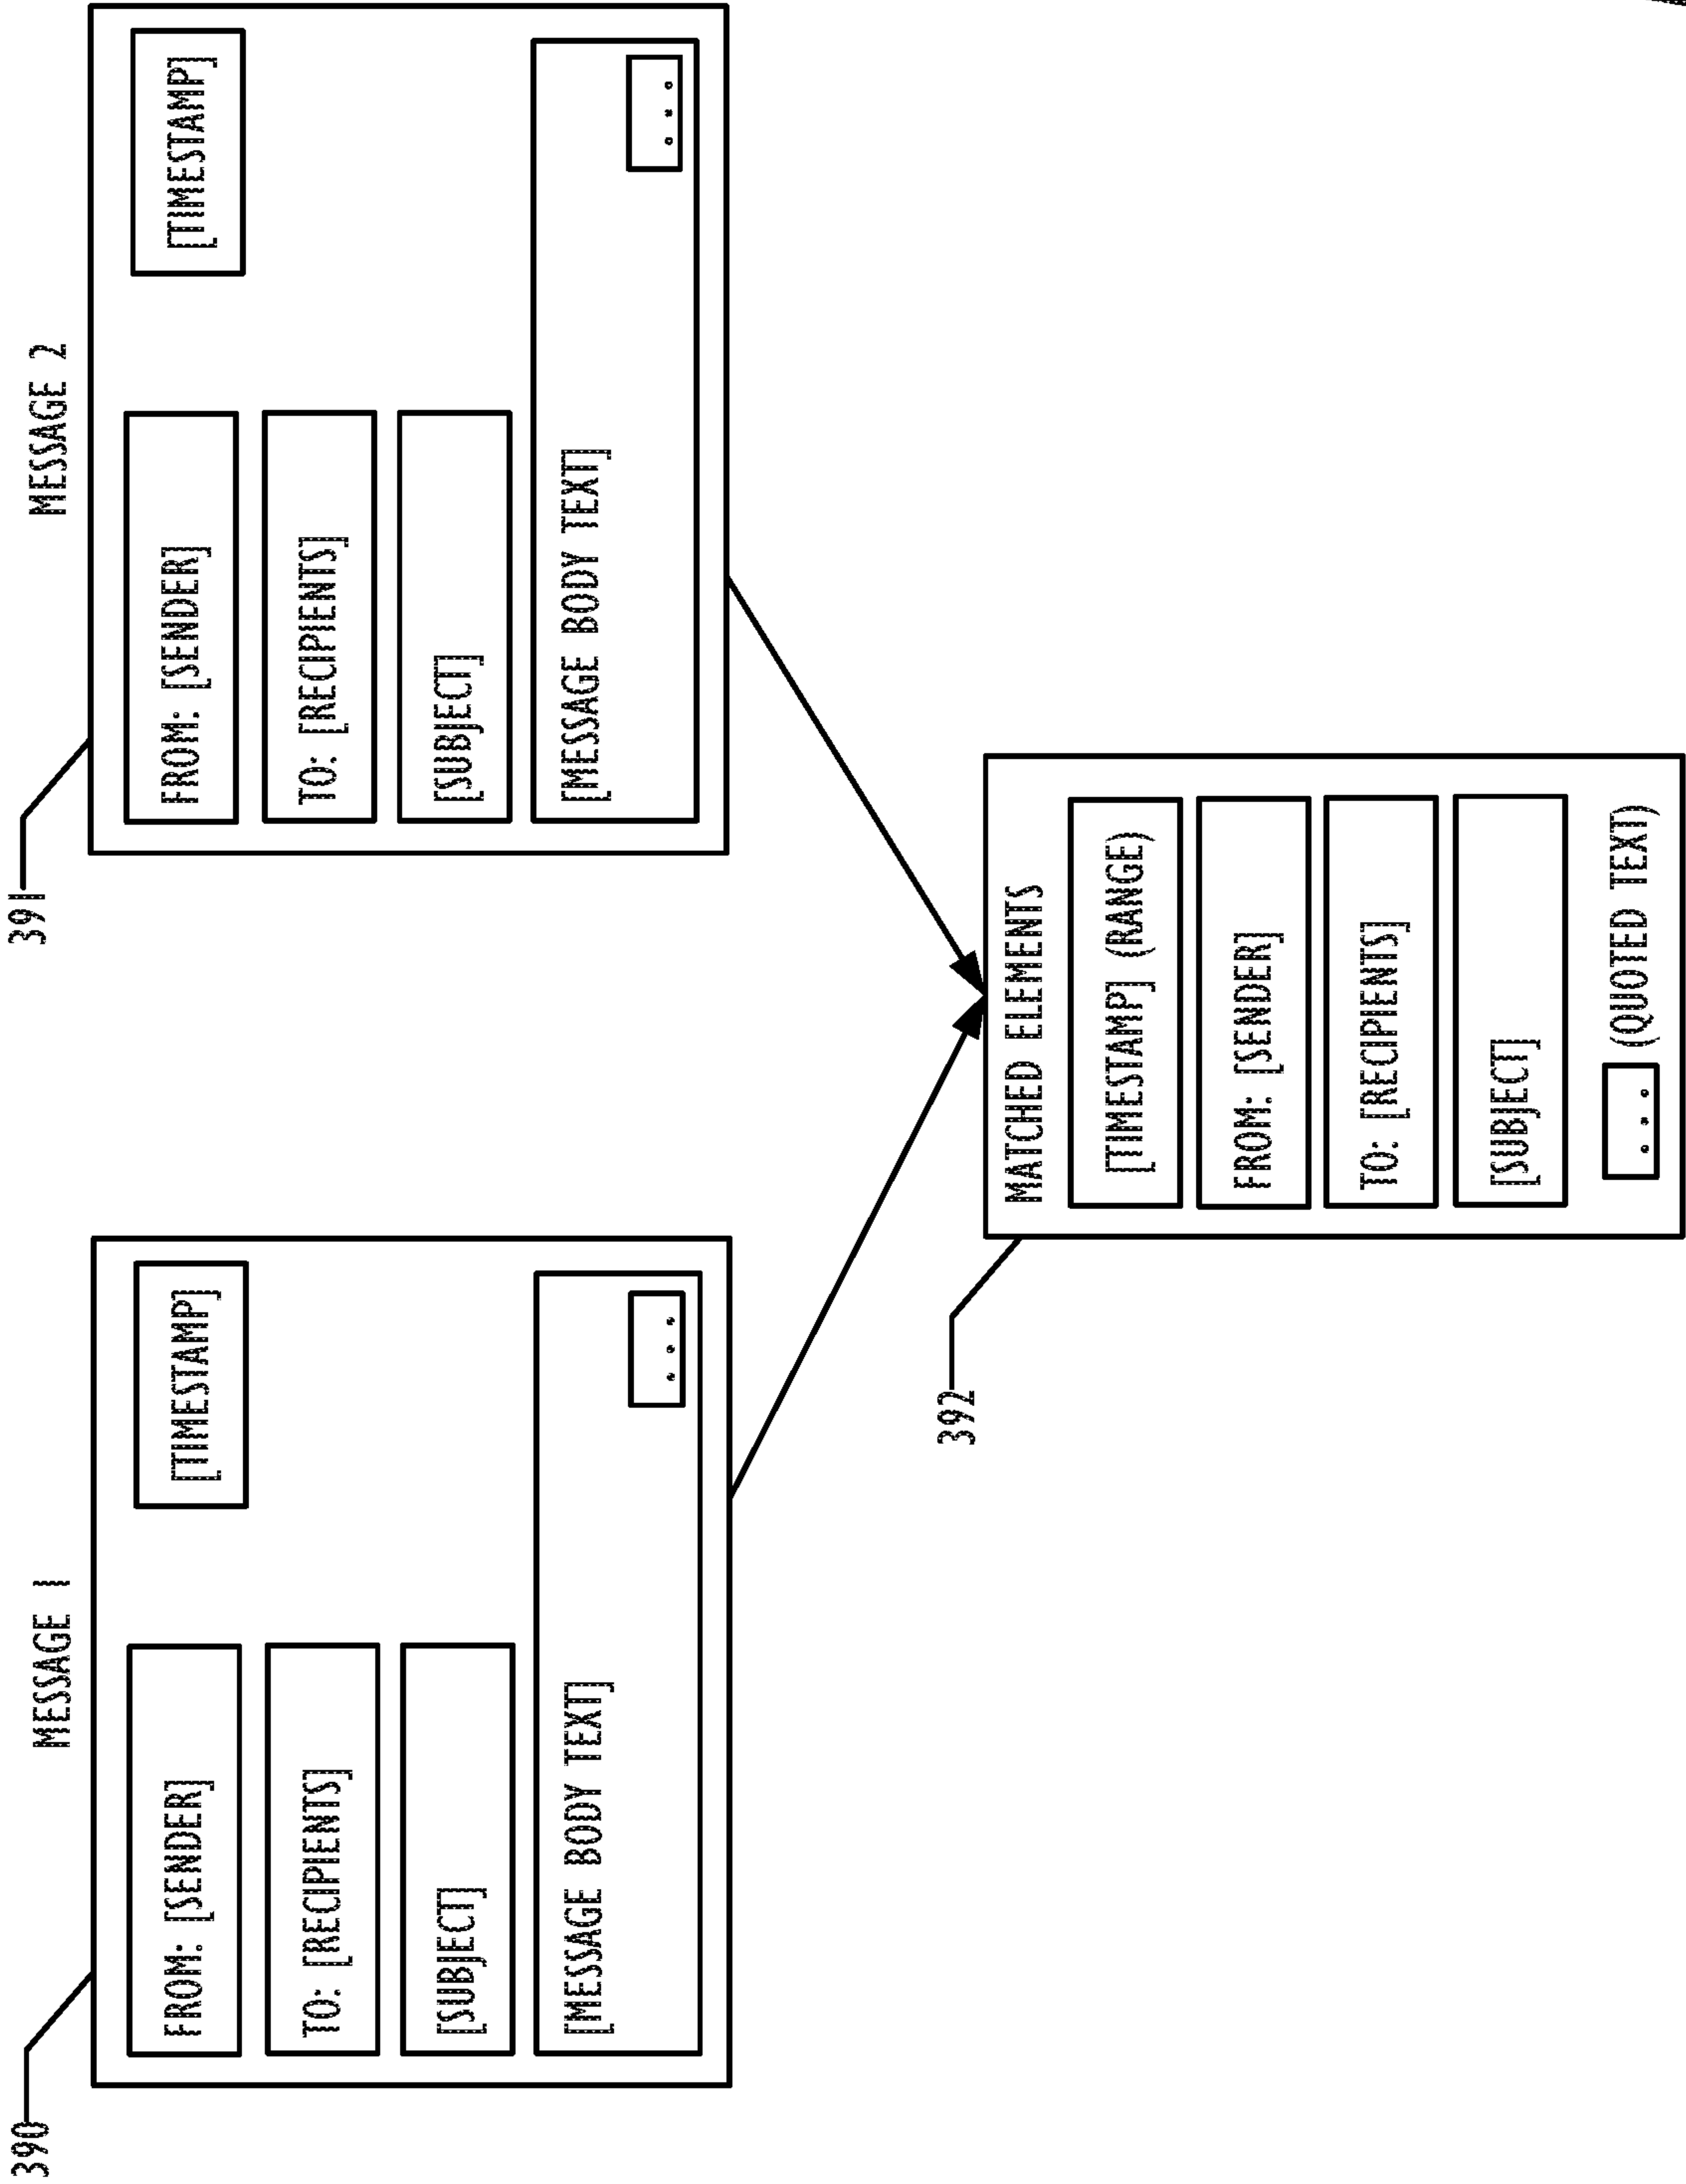 MESSAGE 1
390
FROM: [SENDER]
[TIMESTAMP]
TO: [RECIPIENTS]
[SUBJECT]
[MESSAGE BODY TEXT]
...
MESSAGE 2
391
FROM: [SENDER]
[TIMESTAMP]
TO: [RECIPIENTS]
[SUBJECT]
[MESSAGE BODY TEXT]
...
392
MATCHED ELEMENTS
[TIMESTAMP] (RANGE)
FROM: [SENDER]
TO: [RECIPIENTS]
[SUBJECT]
... (QUOTED TEXT)